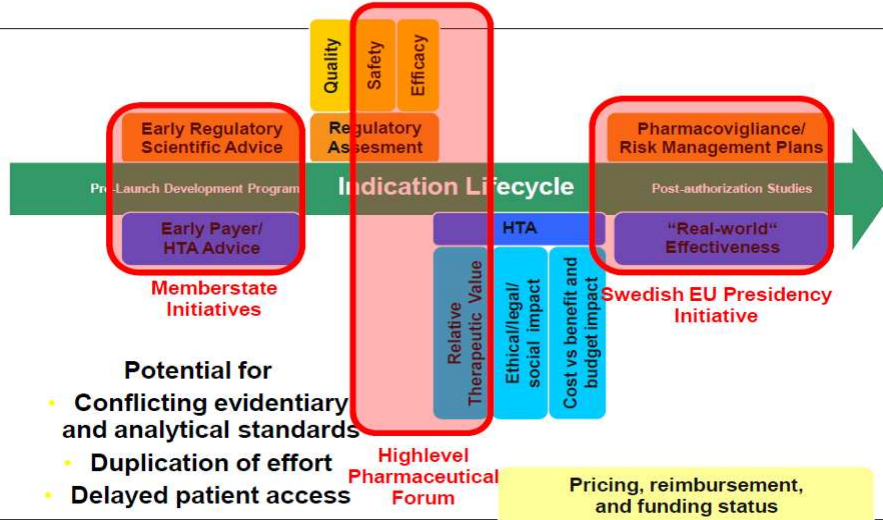 Quality
Safety
Efficacy
Early Regulatory
Scientific Advice
Regulatory
Assesment
Pharmacovigliance/
Risk Management Plans
Pre-Launch Development Program
Indication Lifecycle
Post-authorization Studies
Early Payer/
HTA Advice
HTA
“Real-world“
Effectiveness
Memberstate
Initiatives
Relative
Therapeutic Value
Ethical/legal/
social impact
Cost vs benefit and
budget impact
Swedish EU Presidency
Initiative
Potential for
• Conflicting evidentiary
and analytical standards
• Duplication of effort
• Delayed patient access
Highlevel
Pharmaceutical
Forum
Pricing, reimbursement,
and funding status